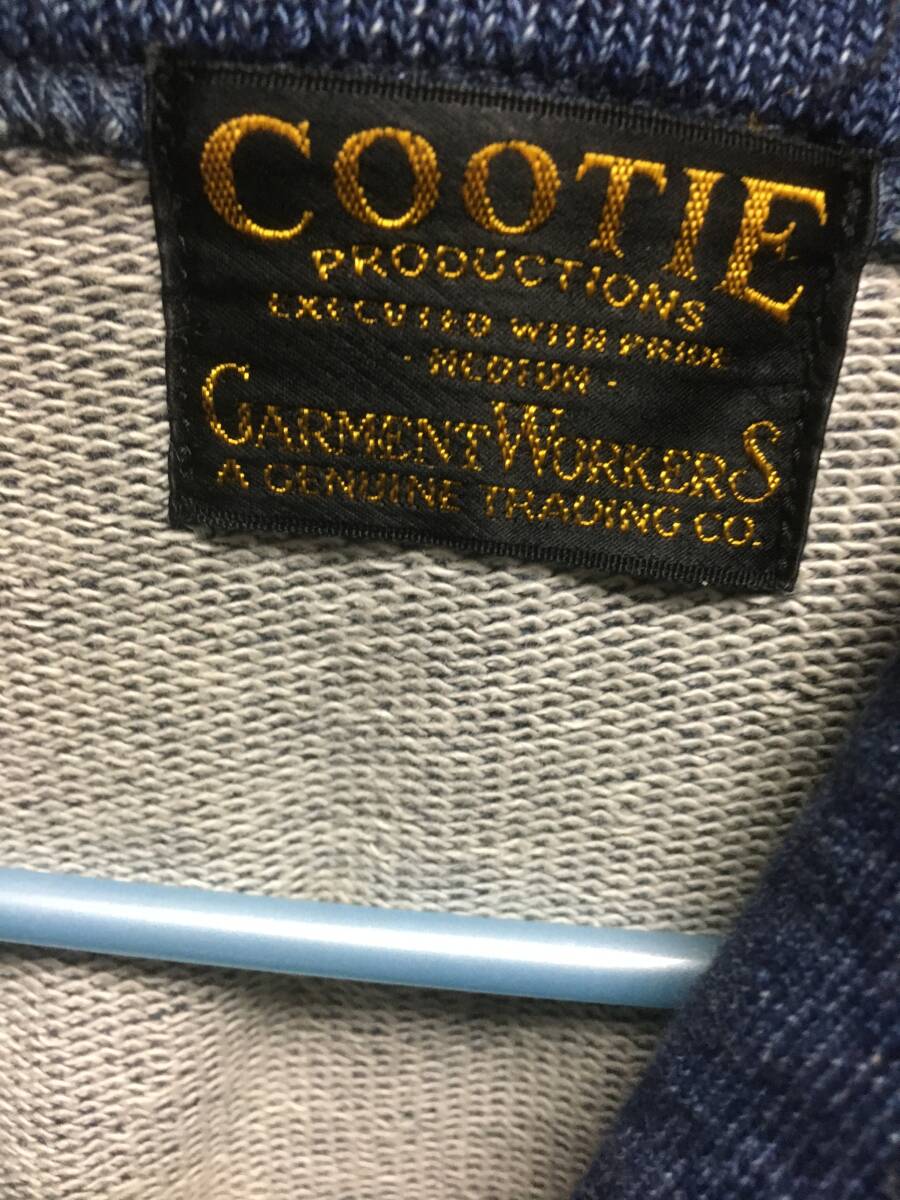 COOTIE
PRODUCTIONS
EXECUTED WITH PRIDE
- MEDIUM -
GARMENT WORKERS
A GENUINE TRADING CO.